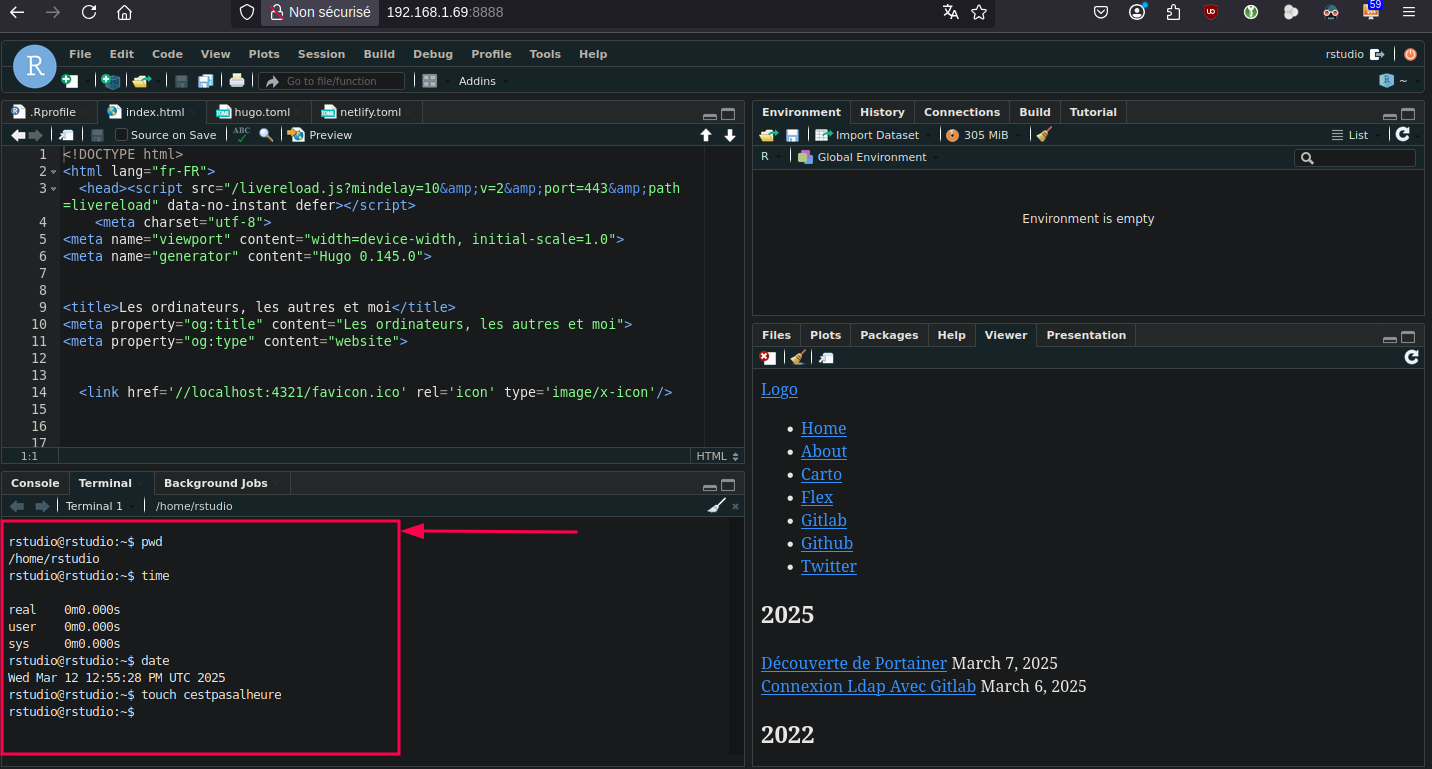 Non sécurisé 192.168.1.69:8888 59
File Edit Code View Plots Session Build Debug Profile Tools Help rstudio
R Go to file/function Addins ~
.Rprofile index.html hugo.toml netlify.toml
Source on Save ABC Preview
1 <!DOCTYPE html>
2 <html lang="fr-FR">
3 <head><script src="/livereload.js?mindelay=10&amp;v=2&amp;port=443&amp;path
=livereload" data-no-instant defer></script>
4 <meta charset="utf-8">
5 <meta name="viewport" content="width=device-width, initial-scale=1.0">
6 <meta name="generator" content="Hugo 0.145.0">
7
8
9 <title>Les ordinateurs, les autres et moi</title>
10 <meta property="og:title" content="Les ordinateurs, les autres et moi">
11 <meta property="og:type" content="website">
12
13
14 <link href='//localhost:4321/favicon.ico' rel='icon' type='image/x-icon'/>
15
16
17
1:1 HTML
Console Terminal Background Jobs
Terminal 1 /home/rstudio
rstudio@rstudio:~$ pwd
/home/rstudio
rstudio@rstudio:~$ time
real 0m0.000s
user 0m0.000s
sys 0m0.000s
rstudio@rstudio:~$ date
Wed Mar 12 12:55:28 PM UTC 2025
rstudio@rstudio:~$ touch cestpasalheure
rstudio@rstudio:~$
Environment History Connections Build Tutorial
Import Dataset 305 MiB List
R Global Environment
Environment is empty
Files Plots Packages Help Viewer Presentation
Logo
Home
About
Carto
Flex
Gitlab
Github
Twitter
2025
Découverte de Portainer March 7, 2025
Connexion Ldap Avec Gitlab March 6, 2025
2022